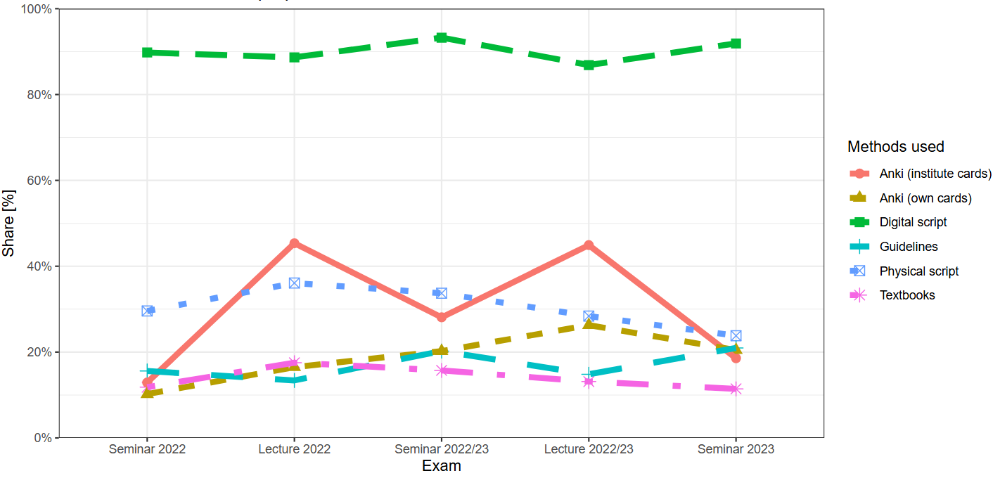 100%
80%
60%
40%
20%
0%
Share [%]
Seminar 2022
Lecture 2022
Seminar 2022/23
Lecture 2022/23
Seminar 2023
Exam
Methods used
Anki (institute cards)
Anki (own cards)
Digital script
Guidelines
Physical script
Textbooks